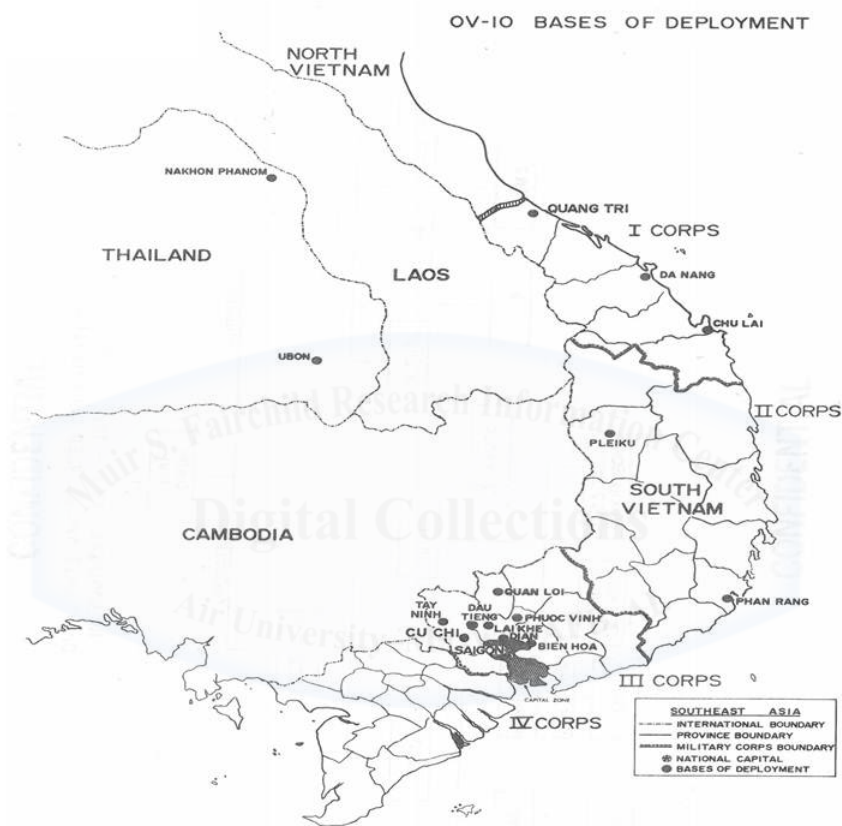 OV-10 BASES OF DEPLOYMENT
NORTH
VIETNAM
NAKHON PHANOM
QUANG TRI
I CORPS
THAILAND
LAOS
DA NANG
CHU LAI
UBON
II CORPS
PLEIKU
SOUTH
VIETNAM
CAMBODIA
QUAN LOI
PHAN RANG
TAY
NINH
DAU
TIENG
PHUOC VINH
LAI KHE
CU CHI
DIAN
SAIGON
BIEN HOA
III CORPS
CAPITAL ZONE
IV CORPS
SOUTHEAST ASIA
INTERNATIONAL BOUNDARY
PROVINCE BOUNDARY
MILITARY CORPS BOUNDARY
NATIONAL CAPITAL
BASES OF DEPLOYMENT
Muir S. Fairchild Research Information Center
Digital Collections
Air University
CONFIDENTIAL
CONFIDENTIAL